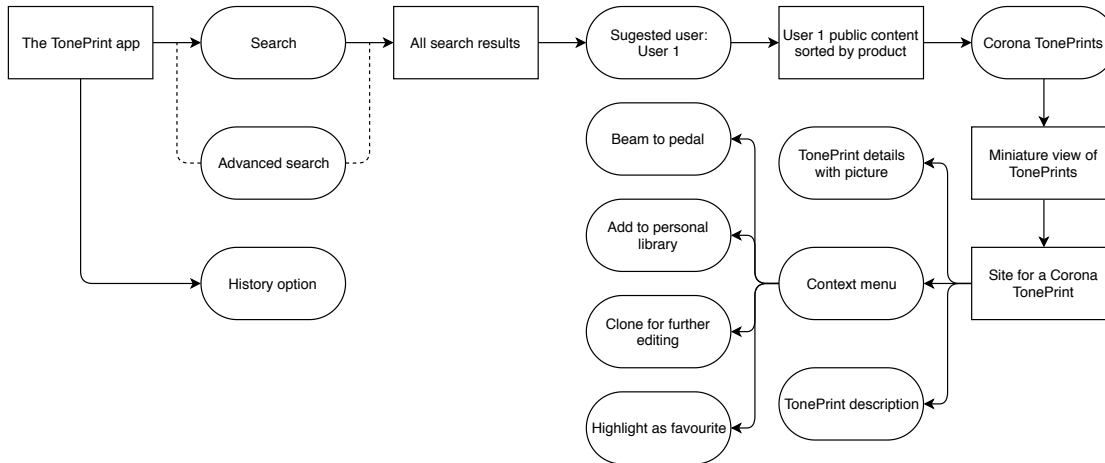 The TonePrint app
Search
All search results
Sugested user:
User 1
User 1 public content
sorted by product
Corona TonePrints
Advanced search
Beam to pedal
TonePrint details
with picture
Miniature view of
TonePrints
Add to personal
library
History option
Context menu
Site for a Corona
TonePrint
Clone for further
editing
TonePrint description
Highlight as favourite